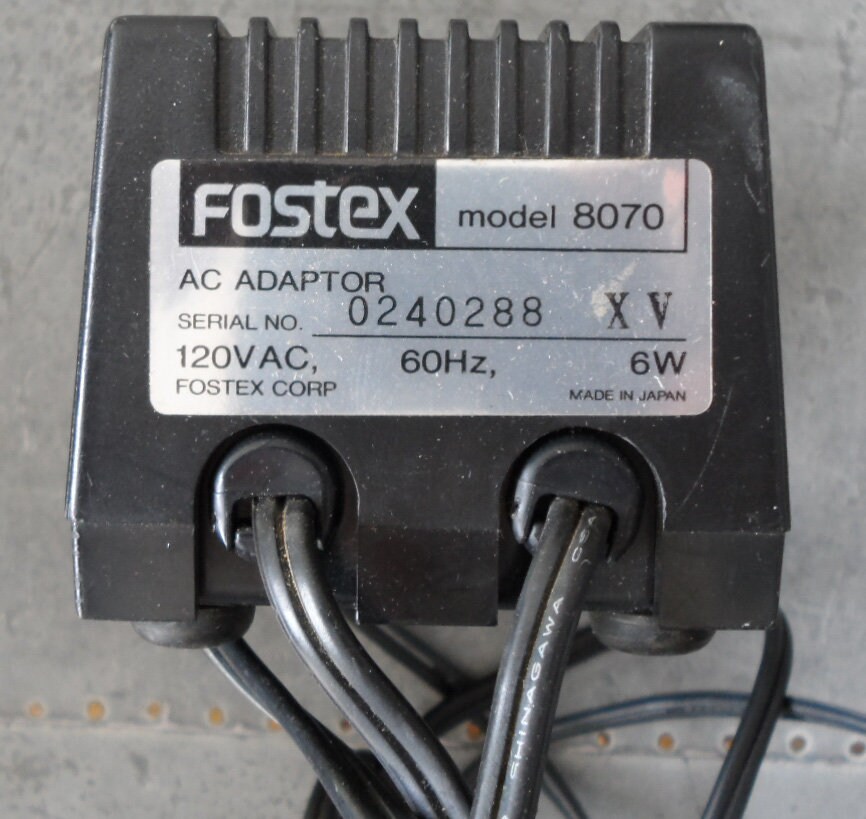 FOSTEX model 8070
AC ADAPTOR
SERIAL NO. 0240288 X V
120VAC, 60Hz, 6W
FOSTEX CORP MADE IN JAPAN
SHINAGAWA